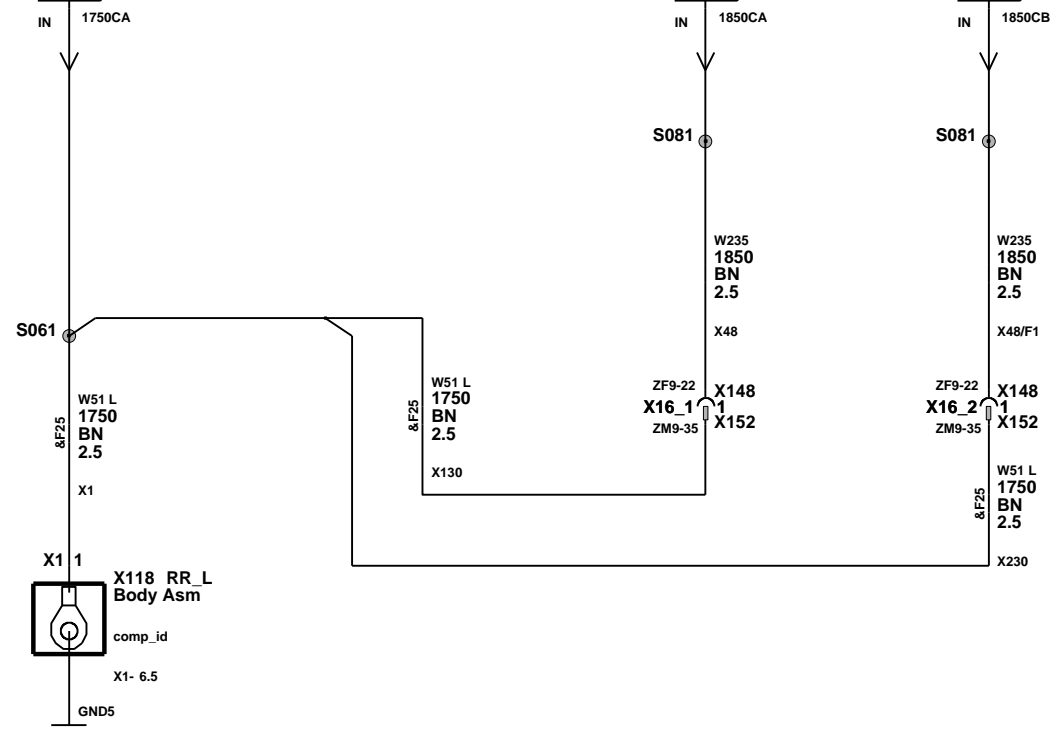 IN 1750CA
IN 1850CA
IN 1850CB
S081
S081
W235
1850
BN
2.5
W235
1850
BN
2.5
S061
X48
X48/F1
W51 L
1750
BN
2.5
&F25
W51 L
1750
BN
2.5
&F25
ZF9-22 X148
X16_1 1
ZM9-35 X152
ZF9-22 X148
X16_2 1
ZM9-35 X152
X1
X130
W51 L
1750
BN
2.5
&F25
X230
X1 1
X118 RR_L
Body Asm
comp_id
X1- 6.5
GND5